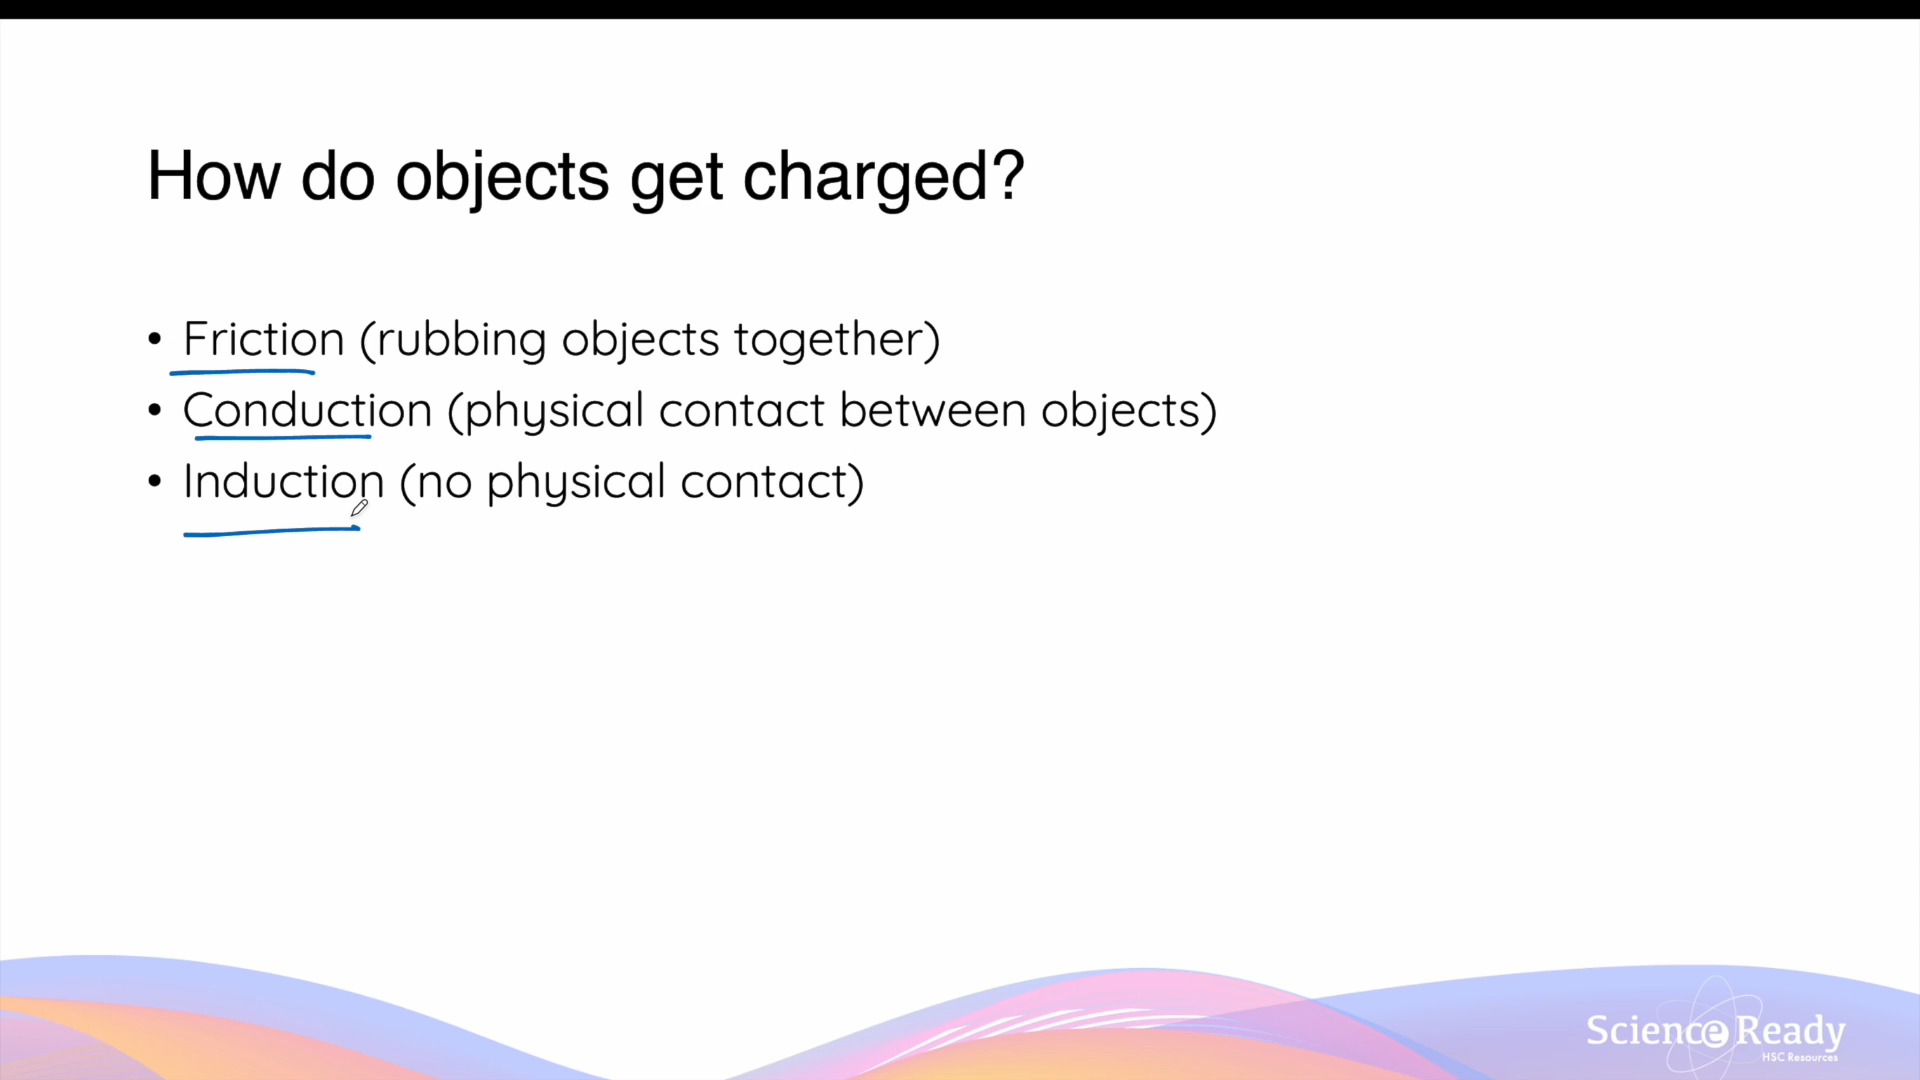 How do objects get charged?
• Friction (rubbing objects together)
• Conduction (physical contact between objects)
• Induction (no physical contact)
Science Ready
HSC Resources